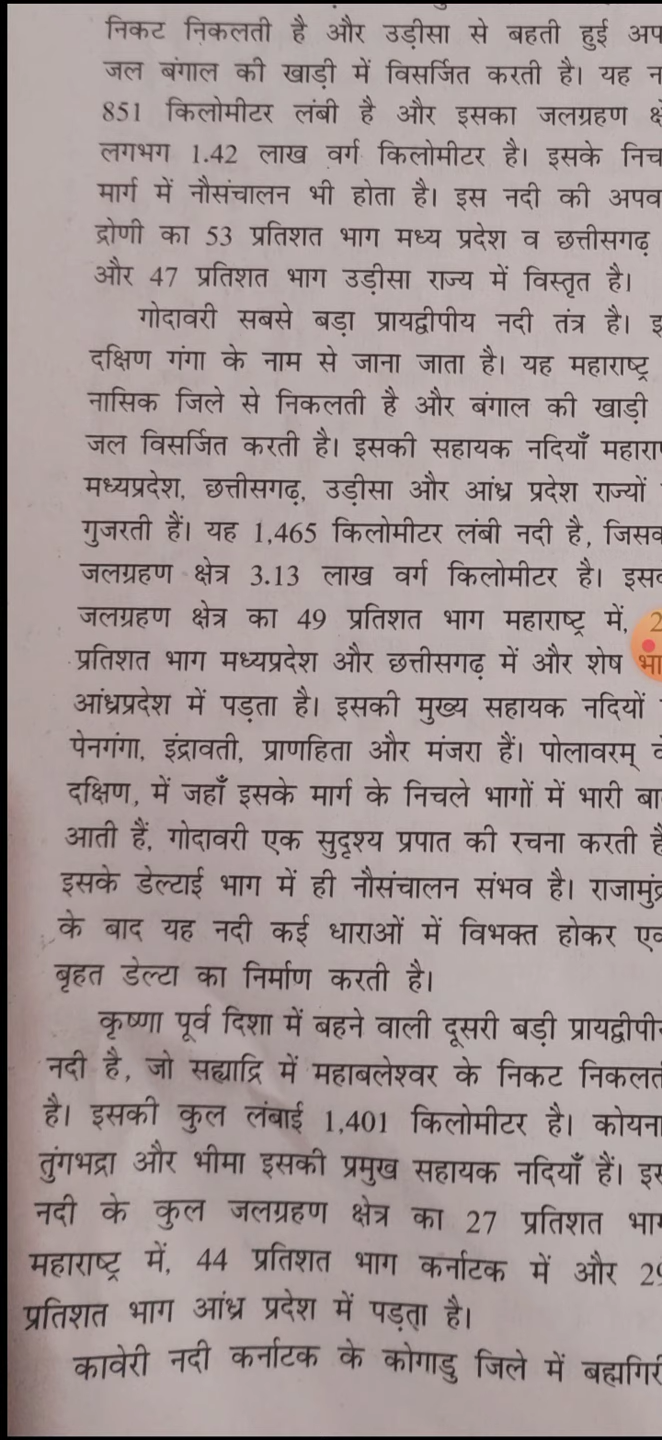 निकट निकलती है और उड़ीसा से बहती हुई
जल बंगाल की खाड़ी में विसर्जित करती है। यह
851 किलोमीटर लंबी है और इसका जलग्रहण
लगभग 1.42 लाख वर्ग किलोमीटर है। इसके
मार्ग में नौसंचालन भी होता है। इस नदी की
द्रोणी का 53 प्रतिशत भाग मध्य प्रदेश व छत्तीसगढ़
और 47 प्रतिशत भाग उड़ीसा राज्य में विस्तृत है।
गोदावरी सबसे बड़ा प्रायद्वीपीय नदी तंत्र है।
दक्षिण गंगा के नाम से जाना जाता है। यह महाराष्ट्र
नासिक जिले से निकलती है और बंगाल की खाड़ी
जल विसर्जित करती है। इसकी सहायक नदियाँ
मध्यप्रदेश, छत्तीसगढ़, उड़ीसा और आंध्र प्रदेश राज्यों
गुजरती हैं। यह 1,465 किलोमीटर लंबी नदी है,
जलग्रहण क्षेत्र 3.13 लाख वर्ग किलोमीटर है।
जलग्रहण क्षेत्र का 49 प्रतिशत भाग महाराष्ट्र में,
प्रतिशत भाग मध्यप्रदेश और छत्तीसगढ़ में और शेष
आंध्रप्रदेश में पड़ता है। इसकी मुख्य सहायक नदियों
पेनगंगा, इंद्रावती, प्राणहिता और मंजरा हैं। पोलावरम्
दक्षिण, में जहाँ इसके मार्ग के निचले भागों में भारी
आती हैं, गोदावरी एक सुदृश्य प्रपात की रचना करती
इसके डेल्टाई भाग में ही नौसंचालन संभव है।
के बाद यह नदी कई धाराओं में विभक्त होकर
बृहत डेल्टा का निर्माण करती है।
कृष्णा पूर्व दिशा में बहने वाली दूसरी बड़ी
नदी है, जो सह्याद्रि में महाबलेश्वर के निकट
है। इसकी कुल लंबाई 1,401 किलोमीटर है। कोयना
तुंगभद्रा और भीमा इसकी प्रमुख सहायक नदियाँ हैं।
नदी के कुल जलग्रहण क्षेत्र का 27 प्रतिशत
महाराष्ट्र में, 44 प्रतिशत भाग कर्नाटक में और
प्रतिशत भाग आंध्र प्रदेश में पड़ता है।
कावेरी नदी कर्नाटक के कोगाडु जिले में